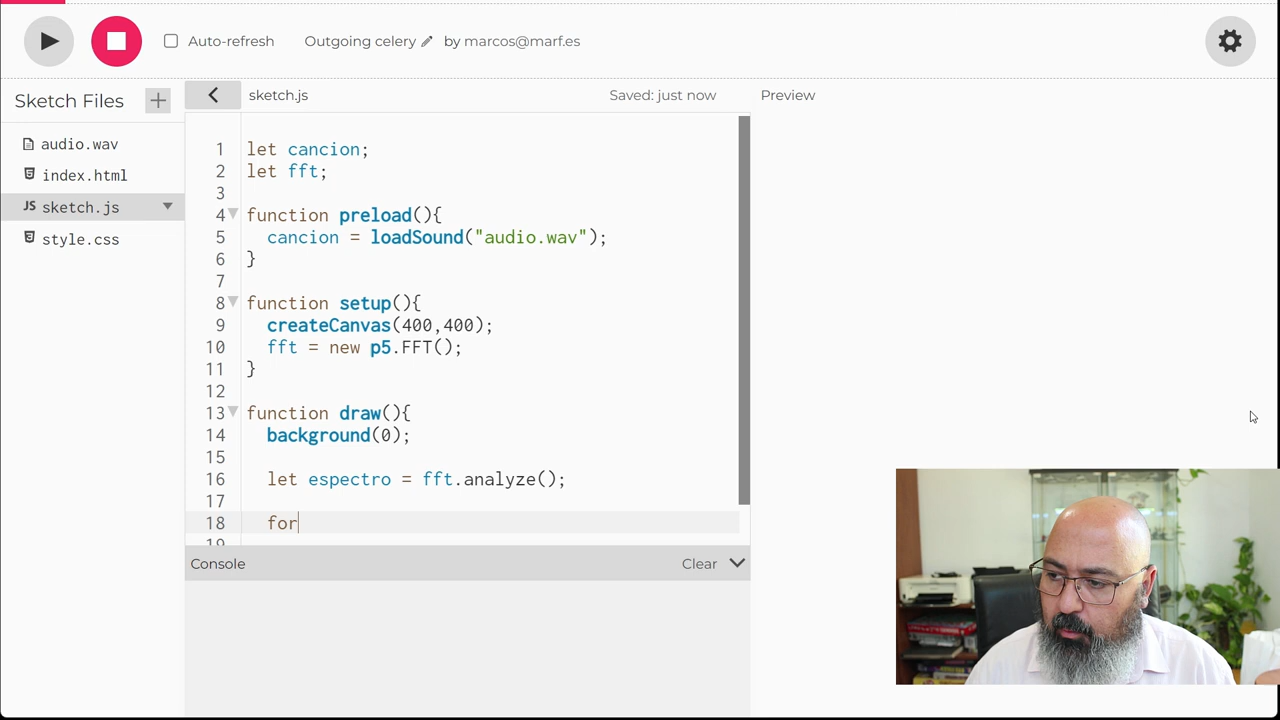 Auto-refresh
Outgoing celery
by marcos@marf.es
Sketch Files
sketch.js
Saved: just now
Preview
audio.wav
index.html
JS sketch.js
style.css
1 let cancion;
2 let fft;
3
4 function preload(){
5 cancion = loadSound("audio.wav");
6 }
7
8 function setup(){
9 createCanvas(400,400);
10 fft = new p5.FFT();
11 }
12
13 function draw(){
14 background(0);
15
16 let espectro = fft.analyze();
17
18 for
19
Console
Clear